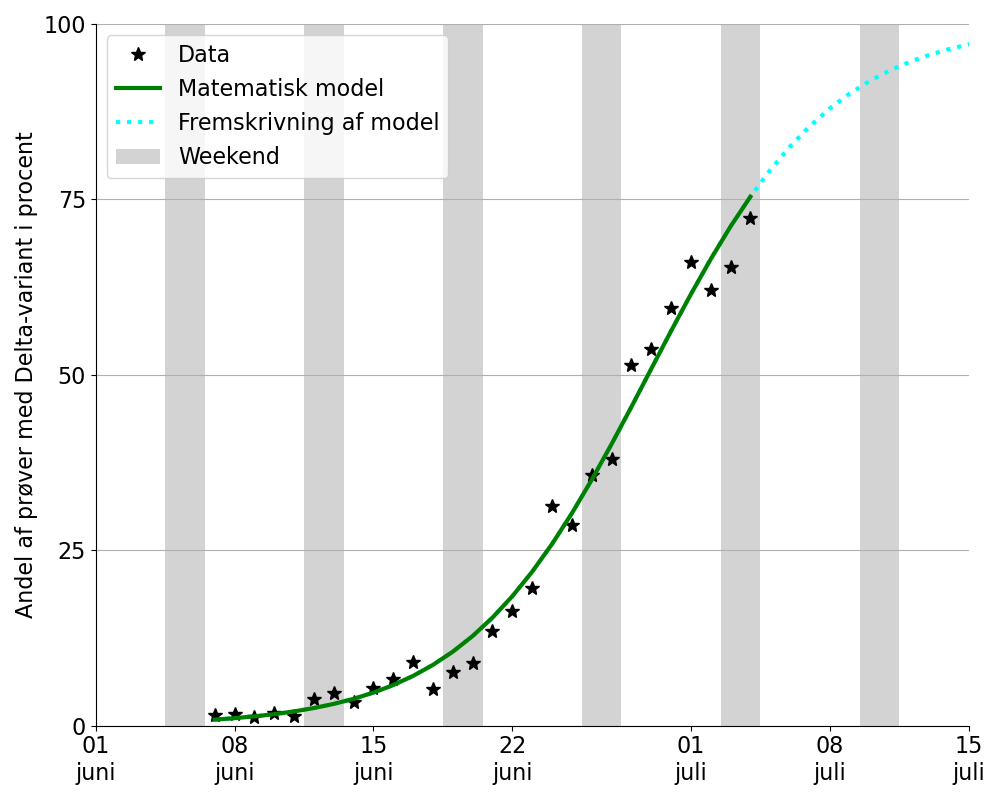 100
75
50
25
0
Andel af prøver med Delta-variant i procent
Data
Matematisk model
Fremskrivning af model
Weekend
01 08 15 22 01 08 15
juni juni juni juni juli juli juli